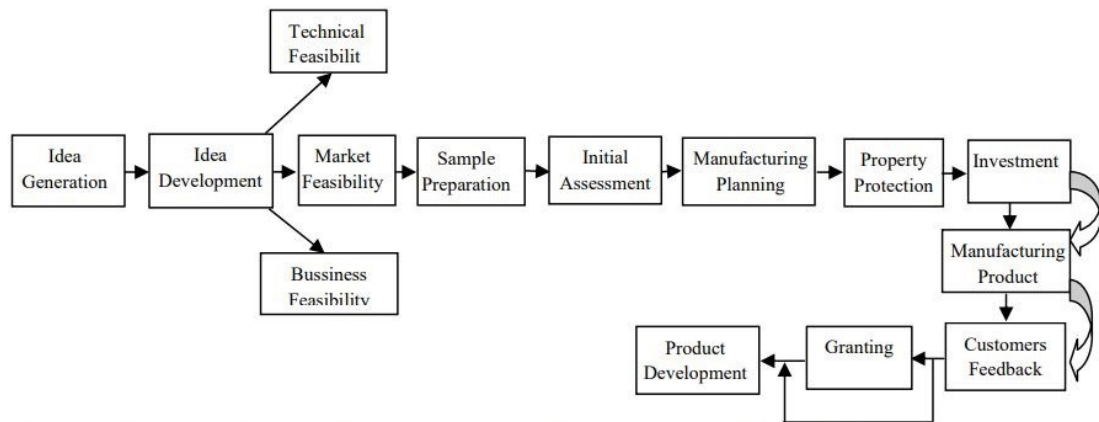 Technical
Feasibilit
Idea
Generation
Idea
Development
Market
Feasibility
Sample
Preparation
Initial
Assessment
Manufacturing
Planning
Property
Protection
Investment
Bussiness
Feasibility
Manufacturing
Product
Customers
Feedback
Granting
Product
Development